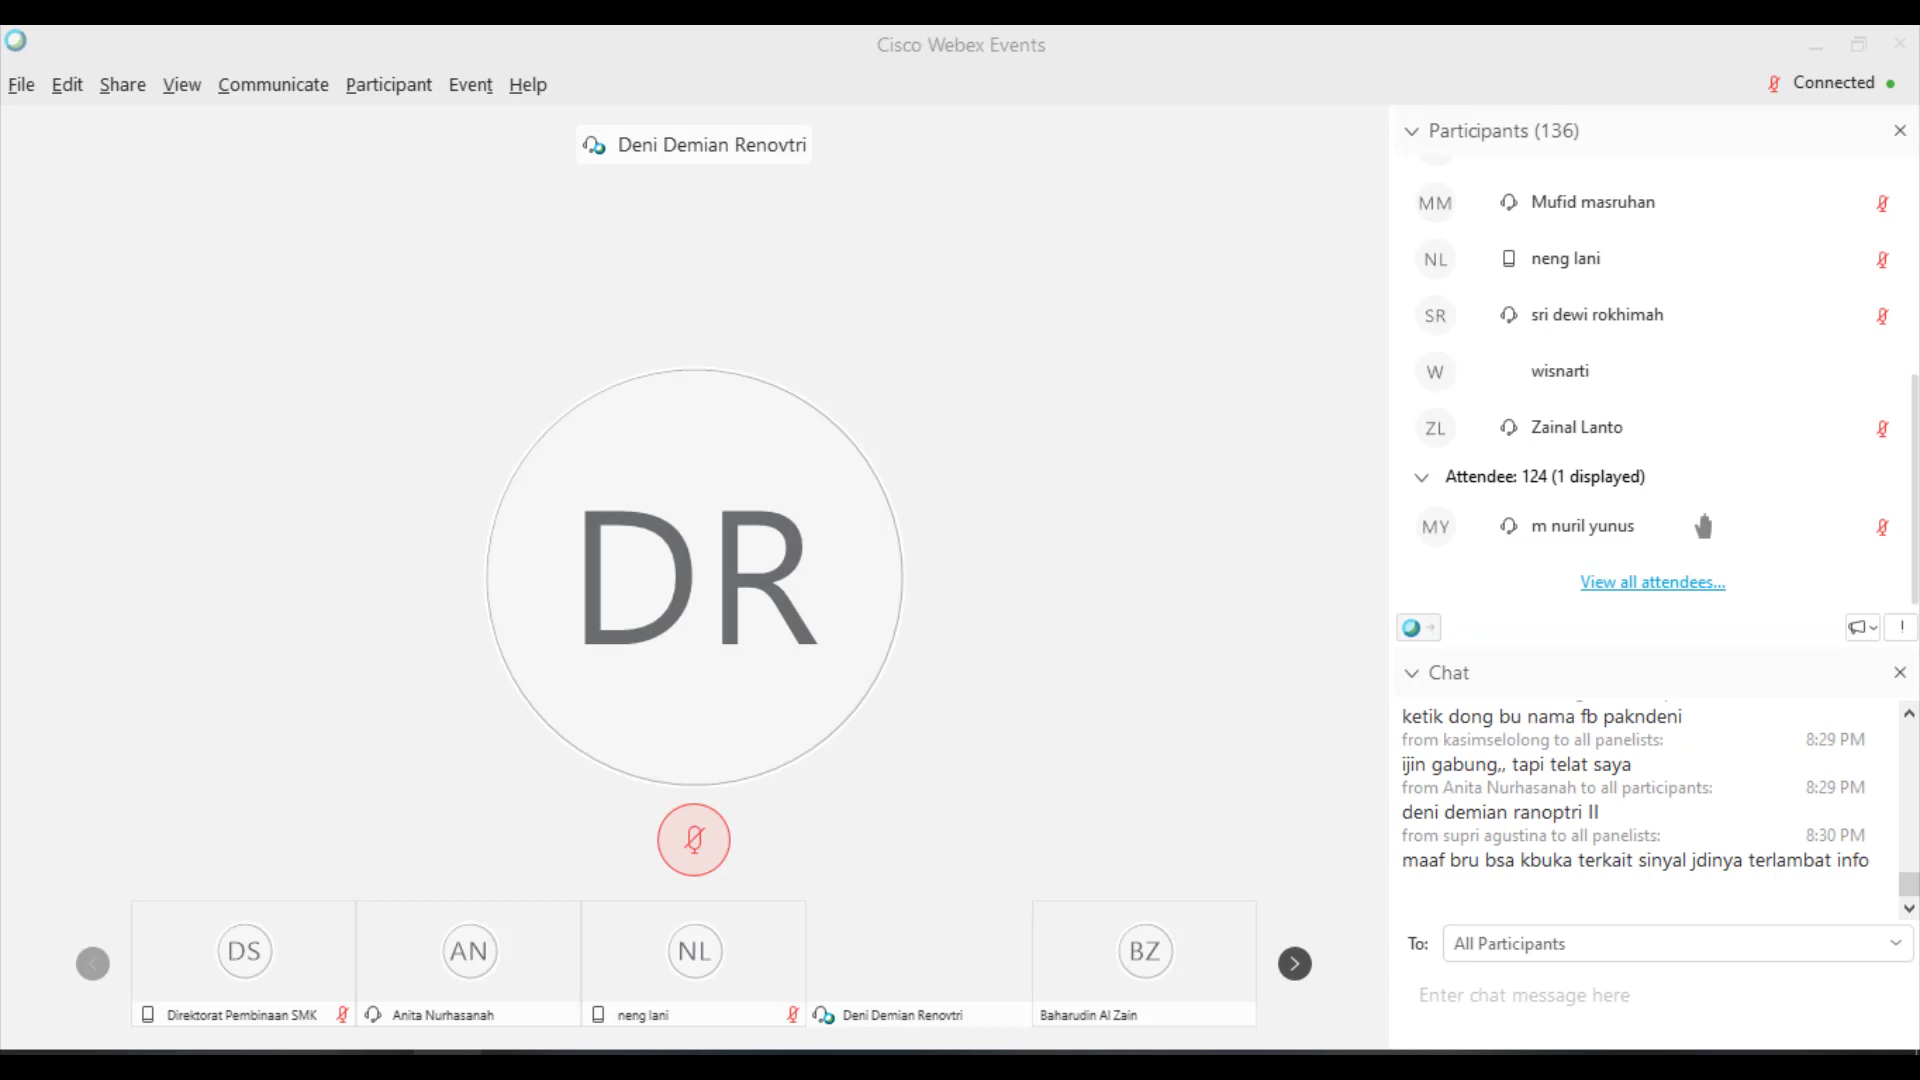 Cisco Webex Events
File Edit Share View Communicate Participant Event Help
Connected
Deni Demian Renovtri
DR
DS
Direktorat Pembinaan SMK
AN
Anita Nurhasanah
NL
neng lani
Deni Demian Renovtri
BZ
Baharudin Al Zain
Participants (136)
MM Mufid masruhan
NL neng lani
SR sri dewi rokhimah
W wisnarti
ZL Zainal Lanto
Attendee: 124 (1 displayed)
MY m nuril yunus
View all attendees...
Chat
ketik dong bu nama fb pakndeni
from kasimselolong to all panelists: 8:29 PM
ijin gabung,, tapi telat saya
from Anita Nurhasanah to all participants: 8:29 PM
deni demian ranoptri II
from supri agustina to all panelists: 8:30 PM
maaf bru bsa kbuka terkait sinyal jdinya terlambat info
To: All Participants
Enter chat message here